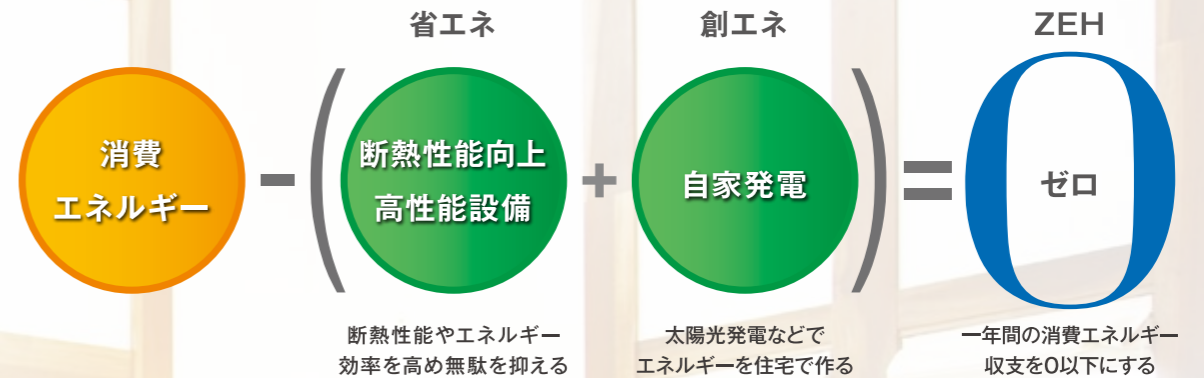 省エネ
創エネ
ZEH
消費
エネルギー
－
(
断熱性能向上
高性能設備
+
自家発電
)
=
0
ゼロ
断熱性能やエネルギー
効率を高め無駄を抑える
太陽光発電などで
エネルギーを住宅で作る
一年間の消費エネルギー
収支を0以下にする